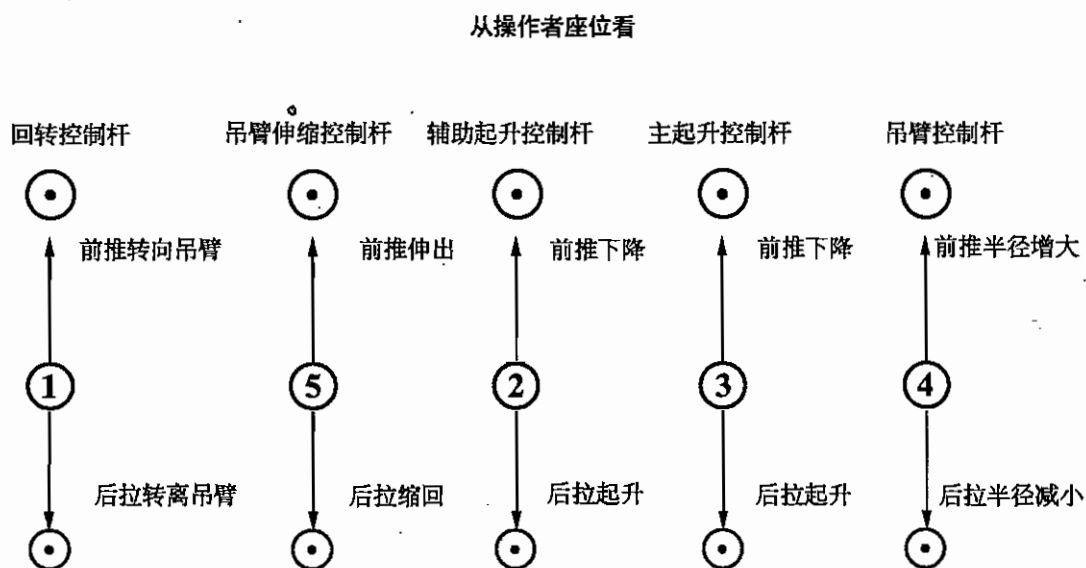 从操作者座位看
回转控制杆 吊臂伸缩控制杆 辅助起升控制杆 主起升控制杆 吊臂控制杆
前推转向吊臂 前推伸出 前推下降 前推下降 前推半径增大
1 5 2 3 4
后拉转离吊臂 后拉缩回 后拉起升 后拉起升 后拉半径减小